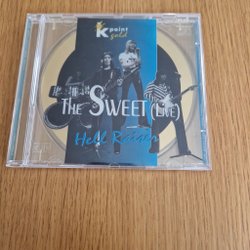 K point
gold
THE SWEET (LIVE)
Hell Raiser